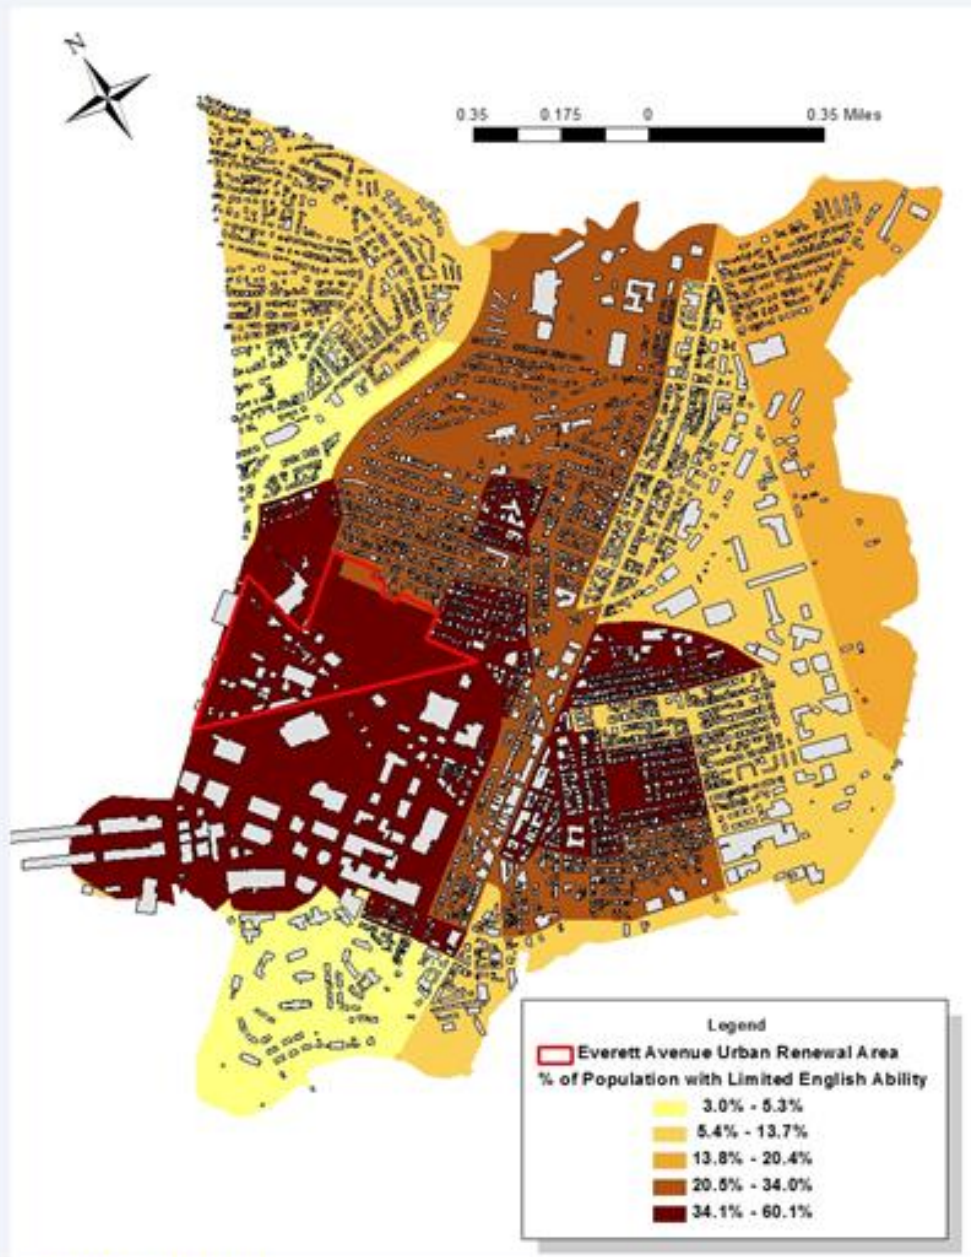 N
0.35 0.175 0 0.35 Miles
Legend
Everett Avenue Urban Renewal Area
% of Population with Limited English Ability
3.0% - 5.3%
5.4% - 13.7%
13.8% - 20.4%
20.5% - 34.0%
34.1% - 60.1%